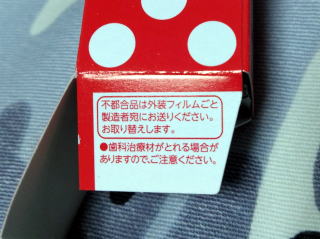 不都合品は外装フィルムごと
製造者宛にお送りください。
お取り替えします。
●歯科治療材がとれる場合が
ありますので、ご注意ください。